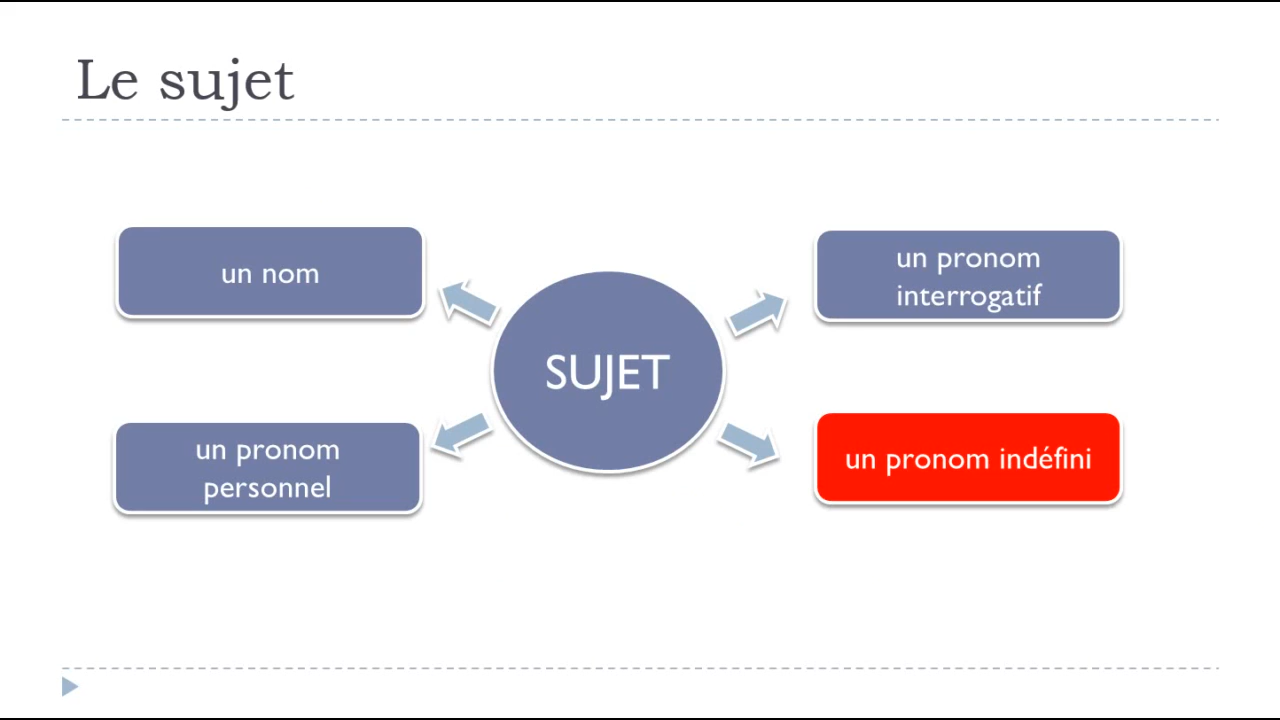 Le sujet
un nom
un pronom
interrogatif
SUJET
un pronom
personnel
un pronom indéfini